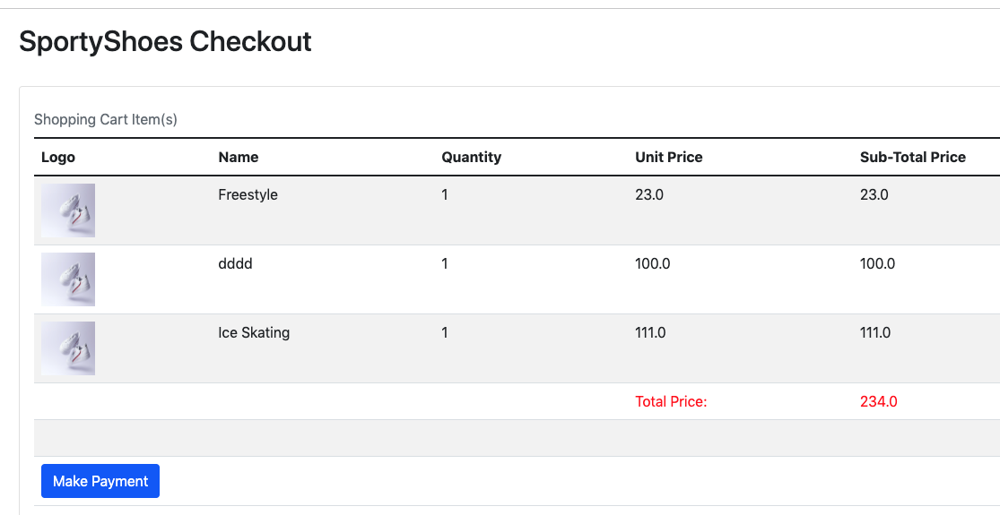 SportyShoes Checkout
Shopping Cart Item(s)
Logo Name Quantity Unit Price Sub-Total Price
Freestyle 1 23.0 23.0
dddd 1 100.0 100.0
Ice Skating 1 111.0 111.0
Total Price: 234.0
Make Payment